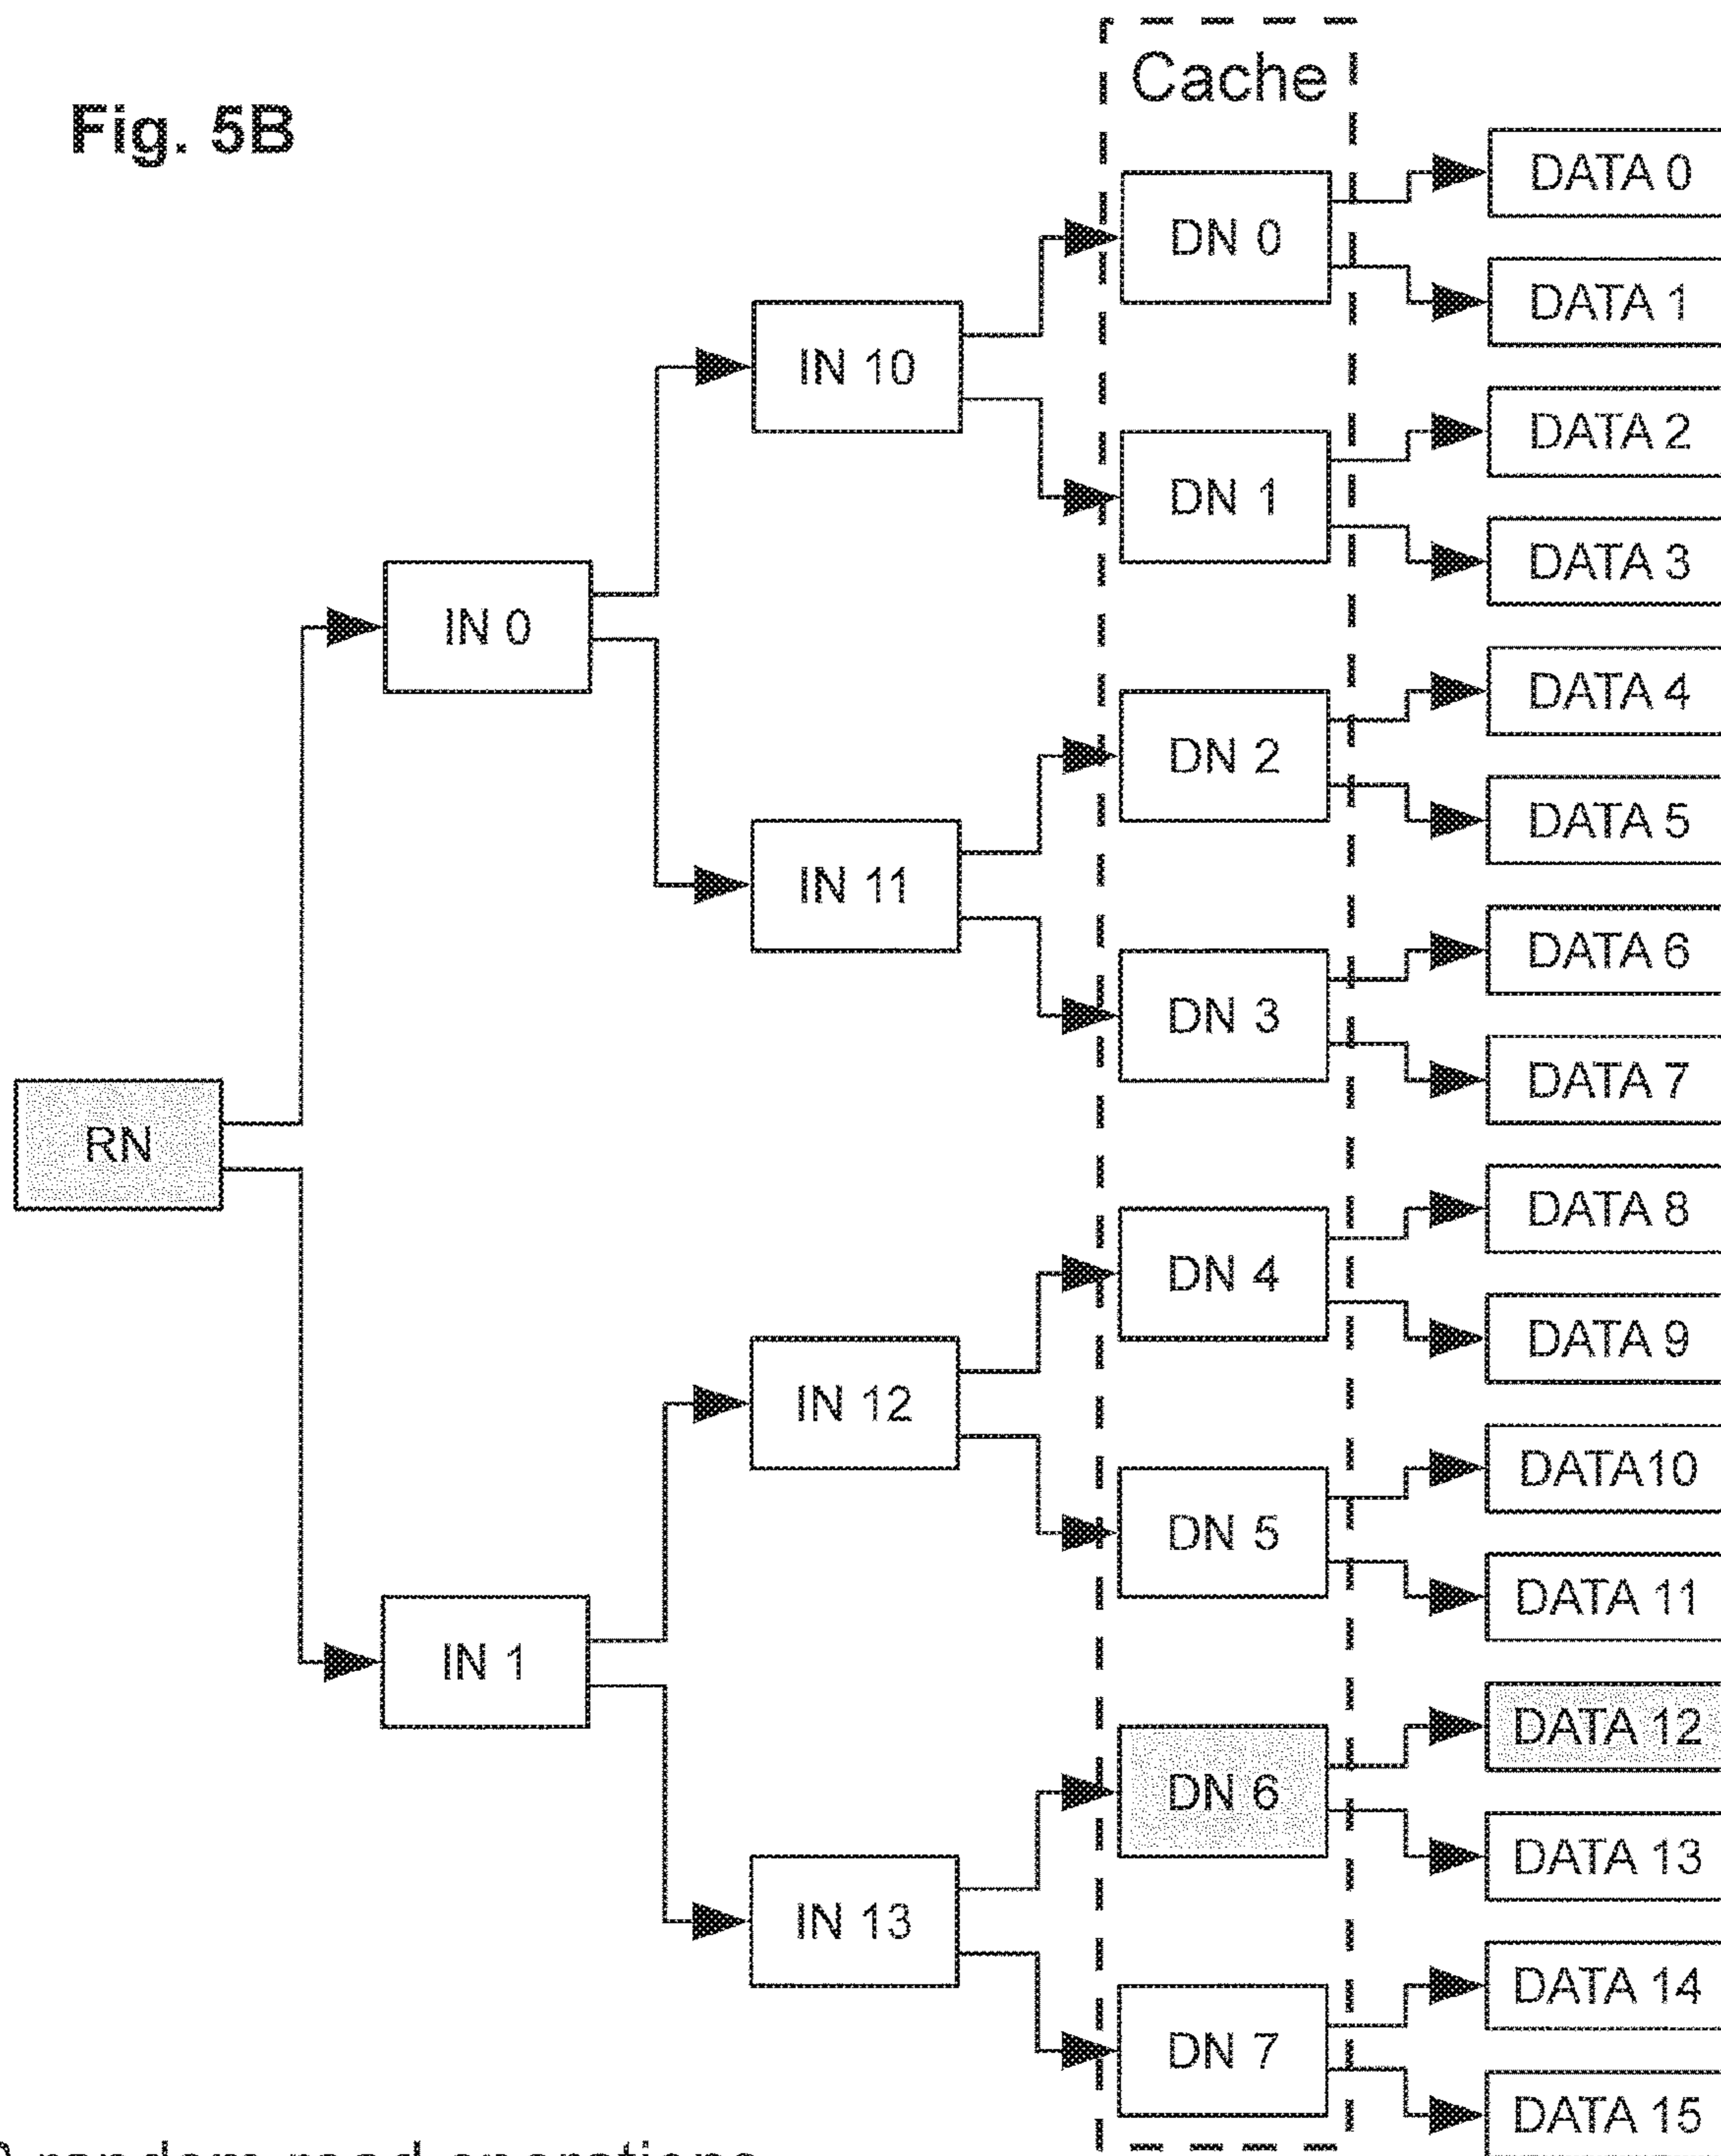 Cache
Fig. 5B
DATA 0
DN 0
DATA 1
IN 10
DATA 2
DN 1
DATA 3
IN 0
DATA 4
DN 2
DATA 5
IN 11
DATA 6
DN 3
DATA 7
RN
DATA 8
DN 4
DATA 9
IN 12
DATA10
DN 5
DATA 11
IN 1
DATA 12
DN 6
DATA 13
IN 13
DATA 14
DN 7
DATA 15
random read operations